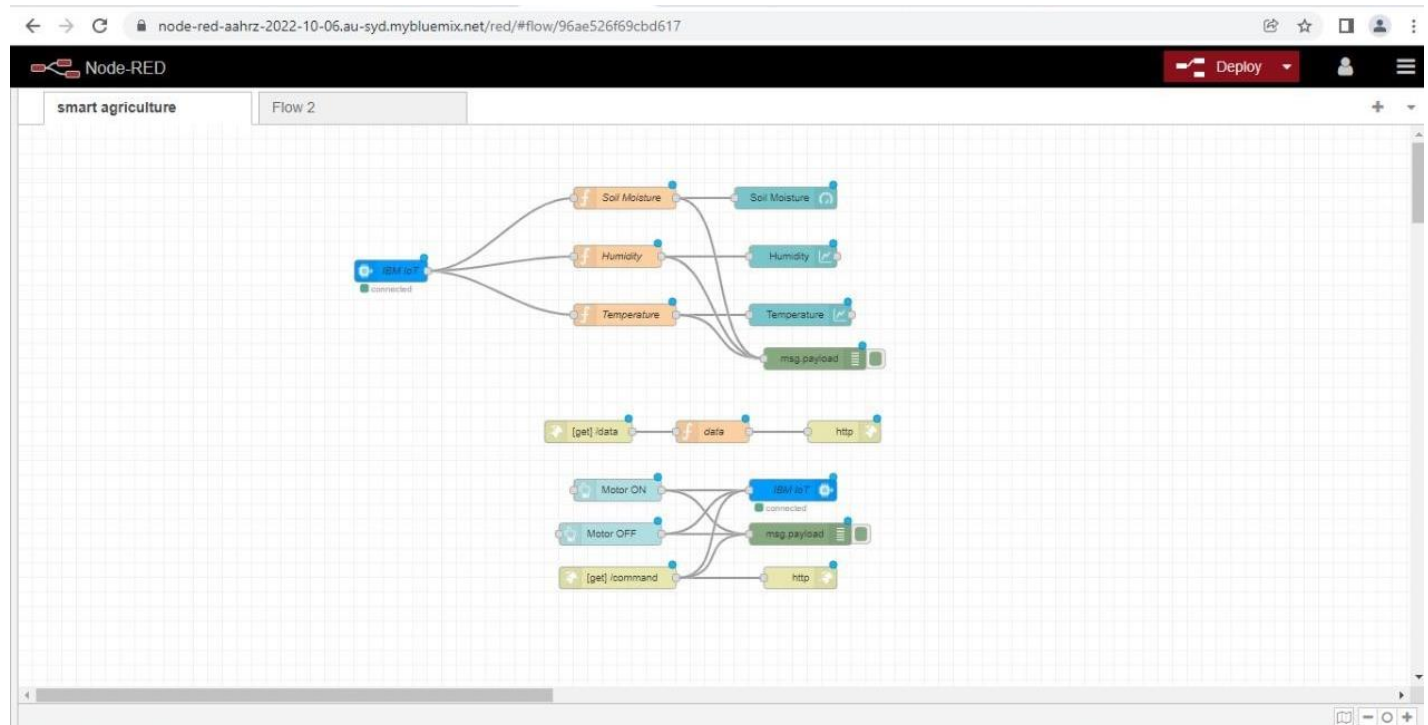 node-red-aahrz-2022-10-06.au-syd.mybluemix.net/red/#flow/96ae526f69cbd617
Node-RED
Deploy
smart agriculture
Flow 2
Soil Moisture
Soil Moisture
IBM IoT
connected
Humidity
Humidity
Temperature
Temperature
msg.payload
[get] /data
data
http
Motor ON
IBM IoT
connected
Motor OFF
msg.payload
[get] /command
http